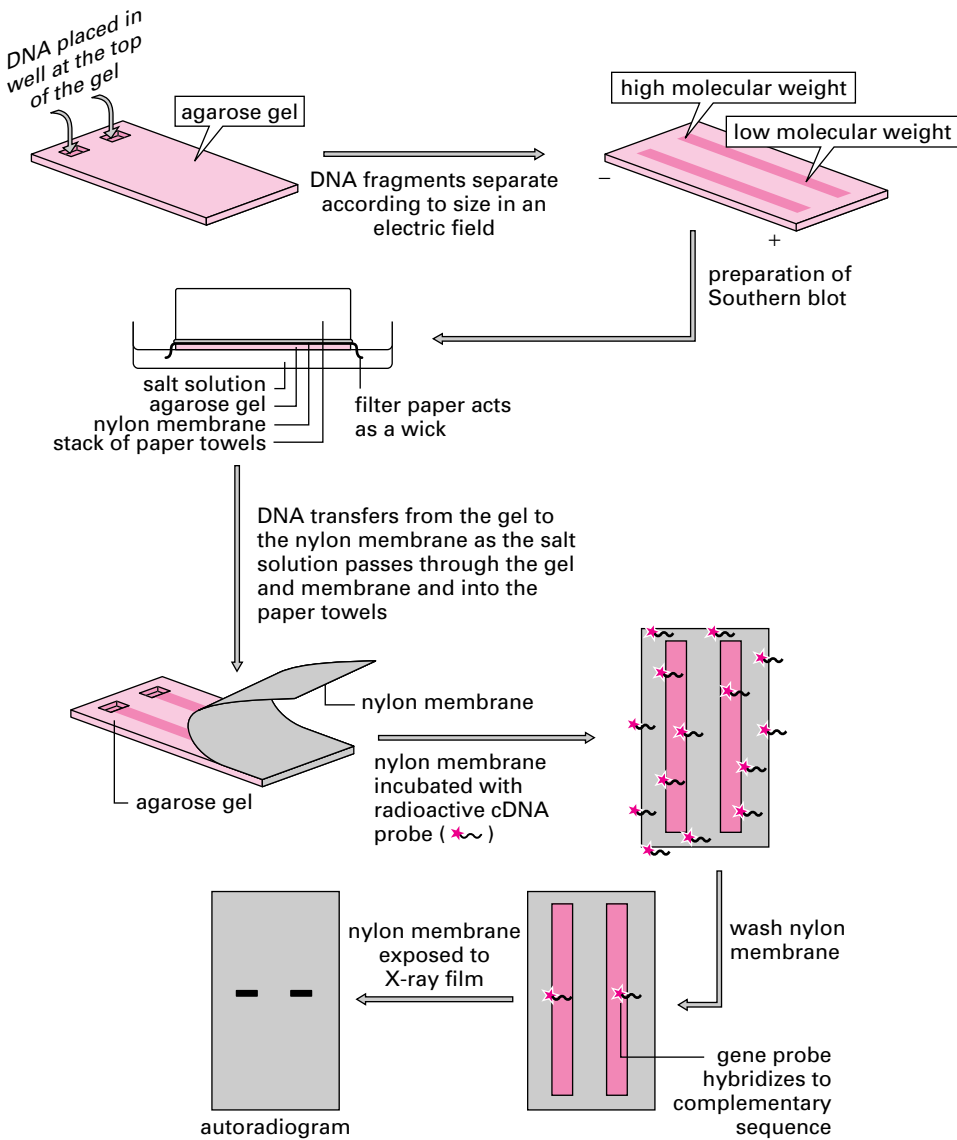 DNA placed in
well at the top
of the gel
agarose gel
DNA fragments separate
according to size in an
electric field
high molecular weight
low molecular weight
–
+
preparation of
Southern blot
salt solution
agarose gel
nylon membrane
stack of paper towels
filter paper acts
as a wick
DNA transfers from the gel to
the nylon membrane as the salt
solution passes through the gel
and membrane and into the
paper towels
nylon membrane
agarose gel
nylon membrane
incubated with
radioactive cDNA
probe ( )
wash nylon
membrane
nylon membrane
exposed to
X-ray film
gene probe
hybridizes to
complementary
sequence
autoradiogram